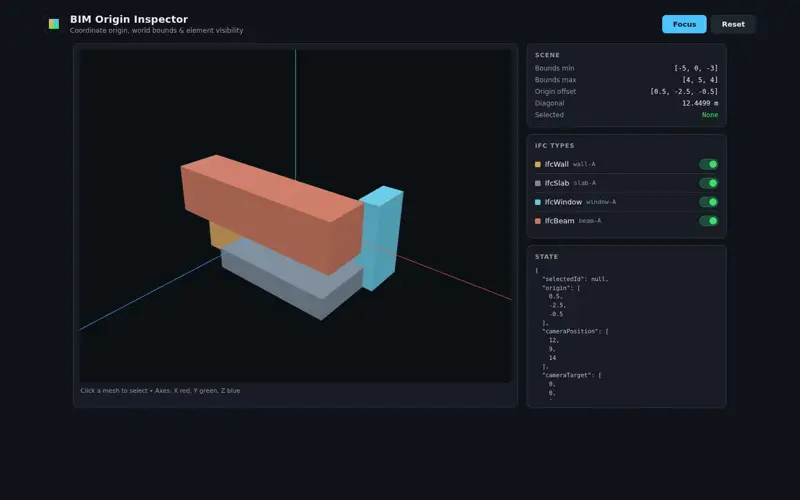 BIM Origin Inspector
Coordinate origin, world bounds & element visibility
Focus
Reset
Click a mesh to select • Axes: X red, Y green, Z blue
SCENE
Bounds min [-5, 0, -3]
Bounds max [4, 5, 4]
Origin offset [0.5, -2.5, -0.5]
Diagonal 12.4499 m
Selected None
IFC TYPES
IfcWall wall-A
IfcSlab slab-A
IfcWindow window-A
IfcBeam beam-A
STATE
{
"selectedId": null,
"origin": [
0.5,
-2.5,
-0.5
],
"cameraPosition": [
12,
9,
14
],
"cameraTarget": [
0,
0,